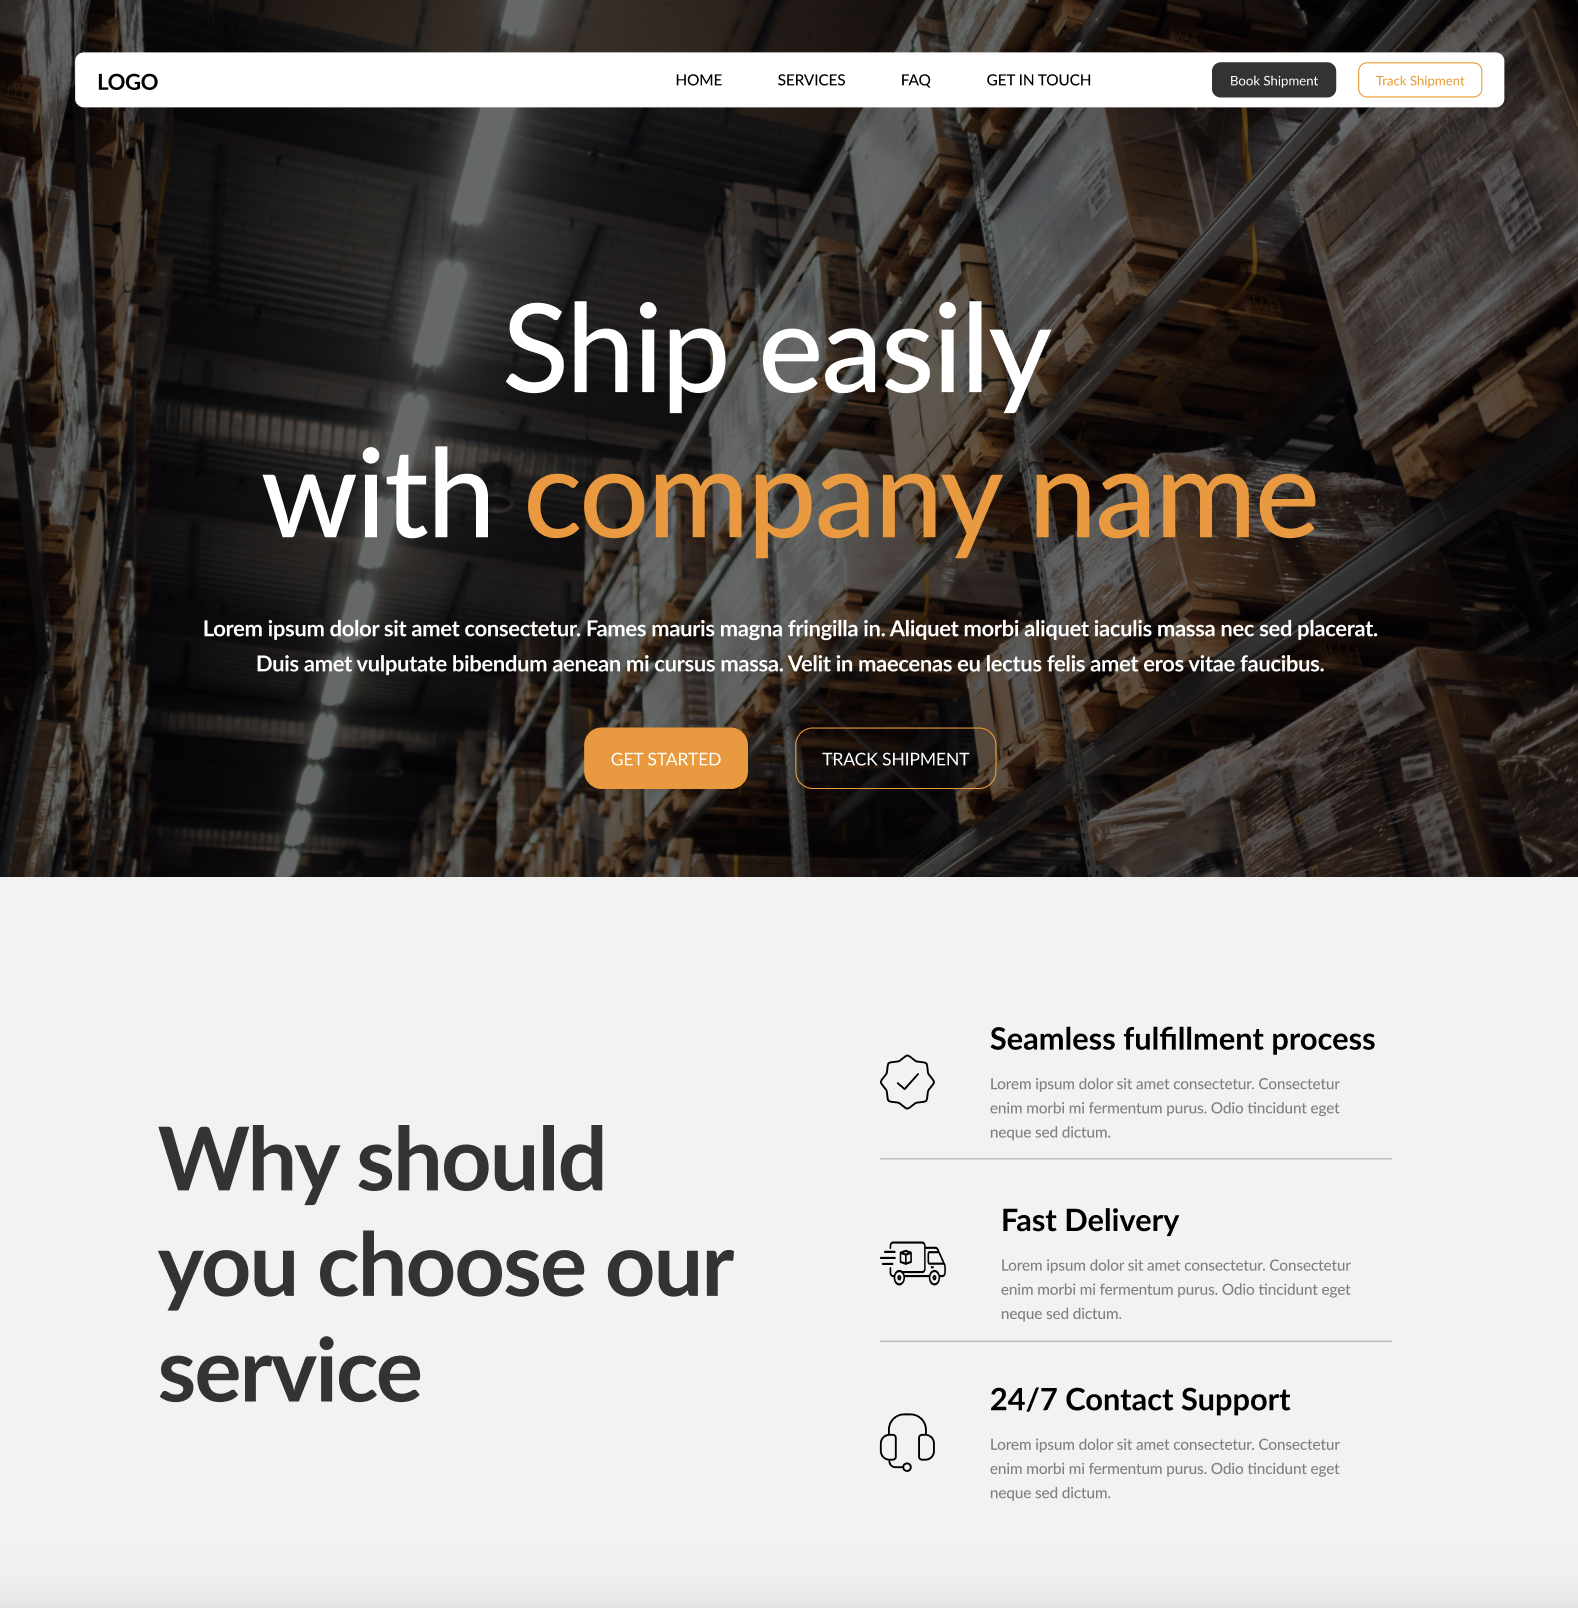 LOGO
HOME
SERVICES
FAQ
GET IN TOUCH
Book Shipment
Track Shipment
Ship easily
with company name
Lorem ipsum dolor sit amet consectetur. Fames mauris magna fringilla in. Aliquet morbi aliquet iaculis massa nec sed placerat.
Duis amet vulputate bibendum aenean mi cursus massa. Velit in maecenas eu lectus felis amet eros vitae faucibus.
GET STARTED
TRACK SHIPMENT
Why should
you choose our
service
Seamless fulfillment process
Lorem ipsum dolor sit amet consectetur. Consectetur
enim morbi mi fermentum purus. Odio tincidunt eget
neque sed dictum.
Fast Delivery
Lorem ipsum dolor sit amet consectetur. Consectetur
enim morbi mi fermentum purus. Odio tincidunt eget
neque sed dictum.
24/7 Contact Support
Lorem ipsum dolor sit amet consectetur. Consectetur
enim morbi mi fermentum purus. Odio tincidunt eget
neque sed dictum.